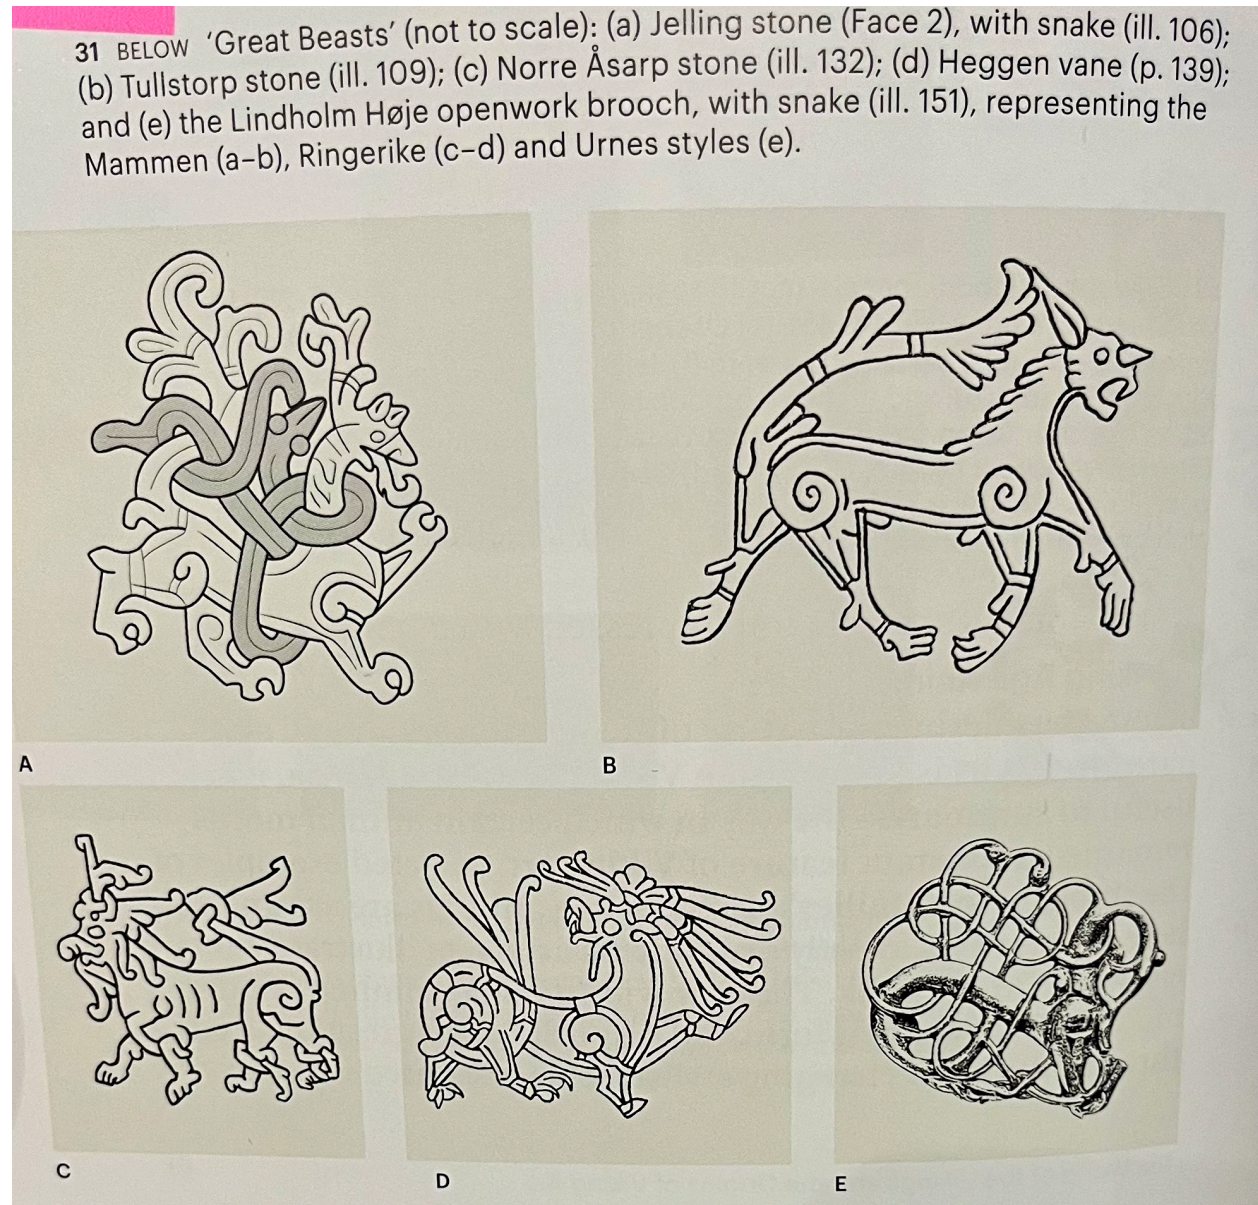 31 BELOW 'Great Beasts' (not to scale): (a) Jelling stone (Face 2), with snake (ill. 106);
(b) Tullstorp stone (ill. 109); (c) Norre Åsarp stone (ill. 132); (d) Heggen vane (p. 139);
and (e) the Lindholm Høje openwork brooch, with snake (ill. 151), representing the
Mammen (a–b), Ringerike (c–d) and Urnes styles (e).
A
B
C
D
E